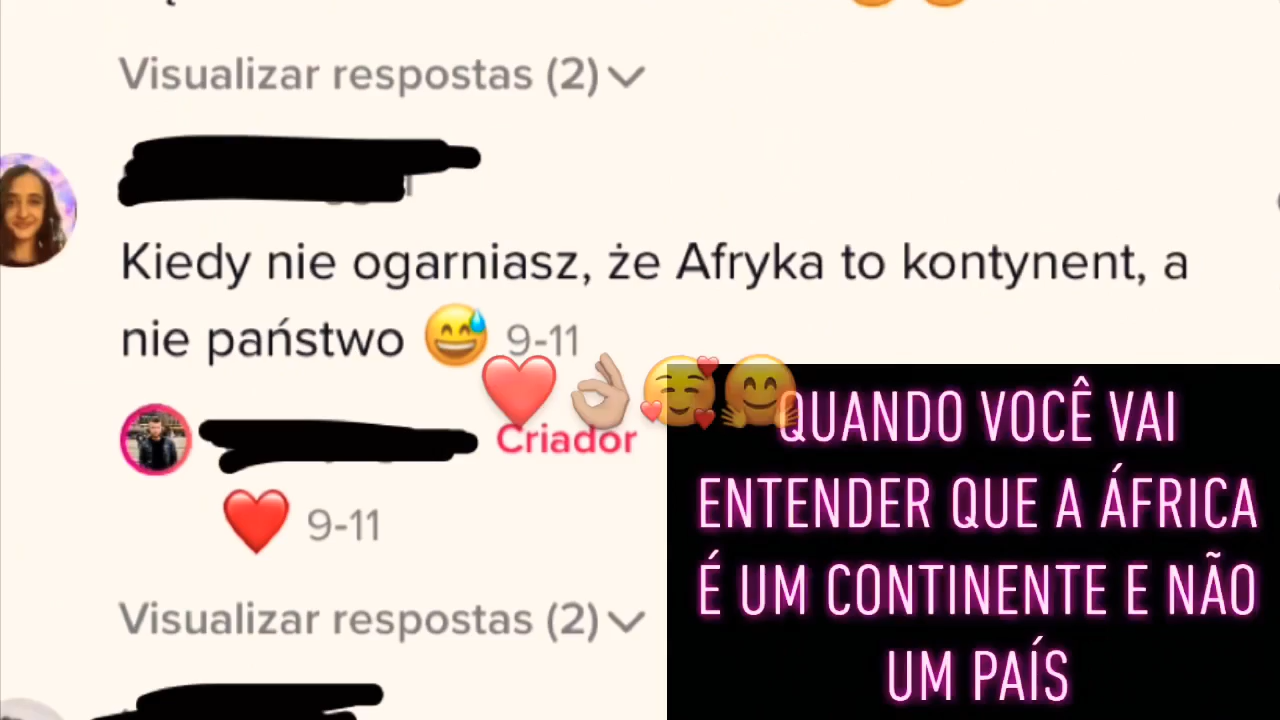 Visualizar respostas (2)
Kiedy nie ogarniasz, że Afryka to kontynent, a
nie państwo 😅 9-11
❤️👌🏼🥰🤗
Criador
❤️ 9-11
Visualizar respostas (2)
QUANDO VOCÊ VAI
ENTENDER QUE A ÁFRICA
É UM CONTINENTE E NÃO
UM PAÍS